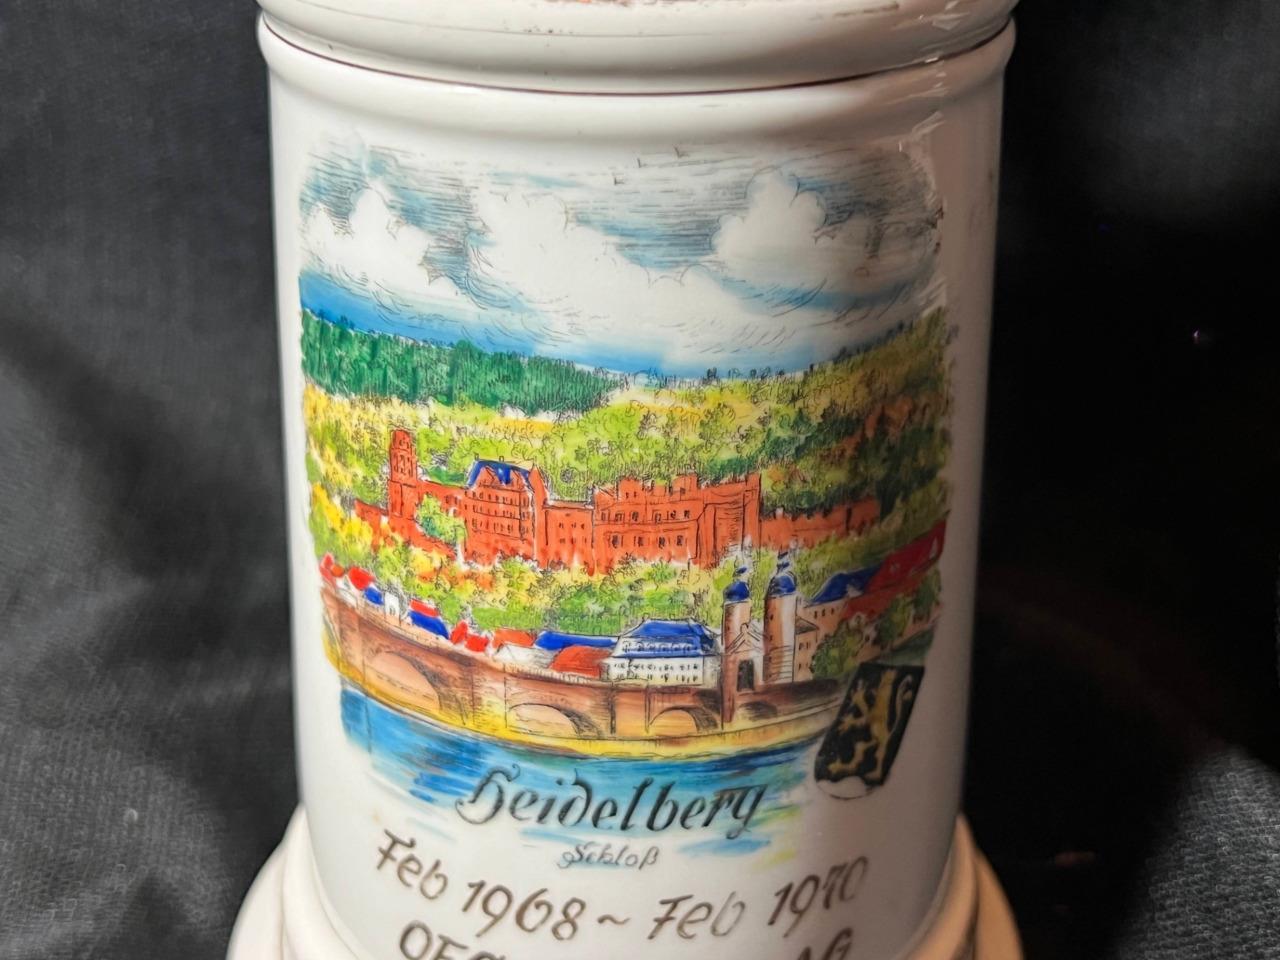 Heidelberg
Schloß
Feb 1968 ~ Feb 1970